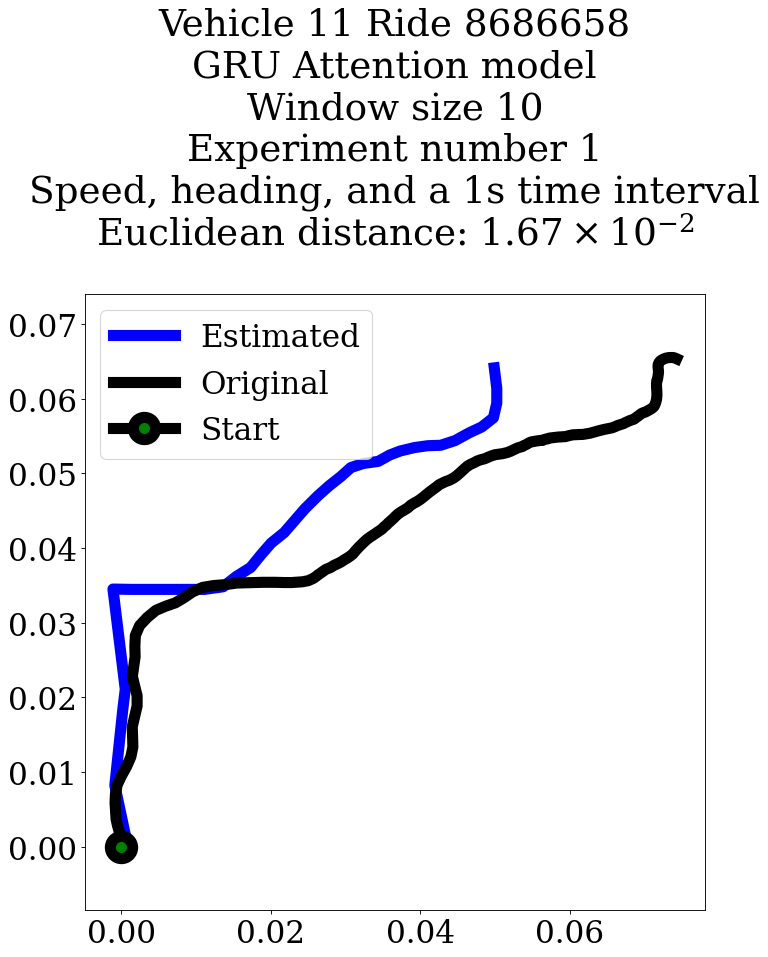 Vehicle 11 Ride 8686658
GRU Attention model
Window size 10
Experiment number 1
Speed, heading, and a 1s time interval
Euclidean distance: 1.67 × 10⁻²
0.07
0.06
0.05
0.04
0.03
0.02
0.01
0.00
Estimated
Original
Start
0.00 0.02 0.04 0.06